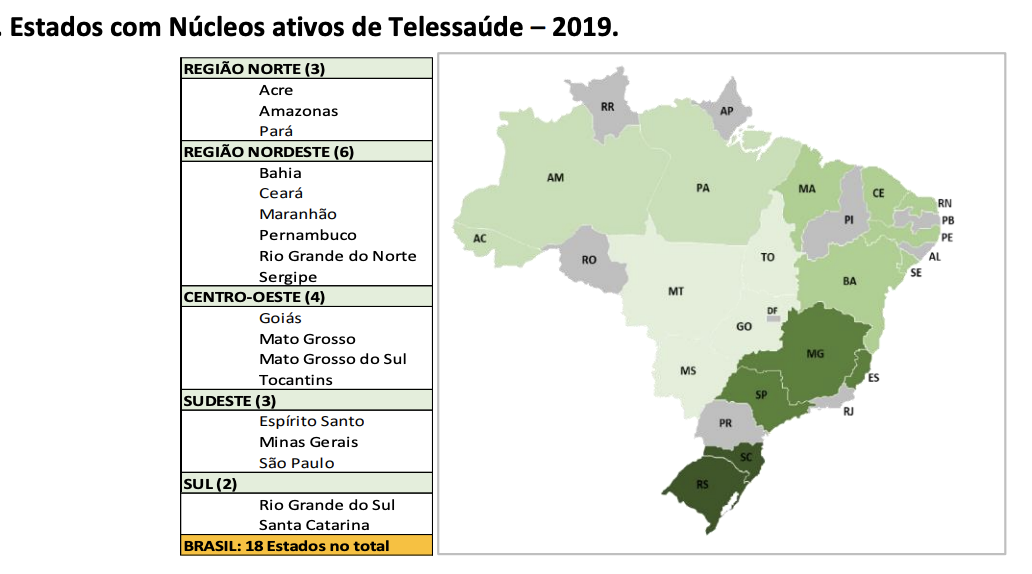 . Estados com Núcleos ativos de Telessaúde – 2019.
REGIÃO NORTE (3)
Acre
Amazonas
Pará
REGIÃO NORDESTE (6)
Bahia
Ceará
Maranhão
Pernambuco
Rio Grande do Norte
Sergipe
CENTRO-OESTE (4)
Goiás
Mato Grosso
Mato Grosso do Sul
Tocantins
SUDESTE (3)
Espírito Santo
Minas Gerais
São Paulo
SUL (2)
Rio Grande do Sul
Santa Catarina
BRASIL: 18 Estados no total
RR
AP
AM
PA
MA
CE
RN
PI
PB
PE
AC
AL
RO
TO
SE
MT
BA
DF
GO
MG
MS
ES
SP
RJ
PR
SC
RS